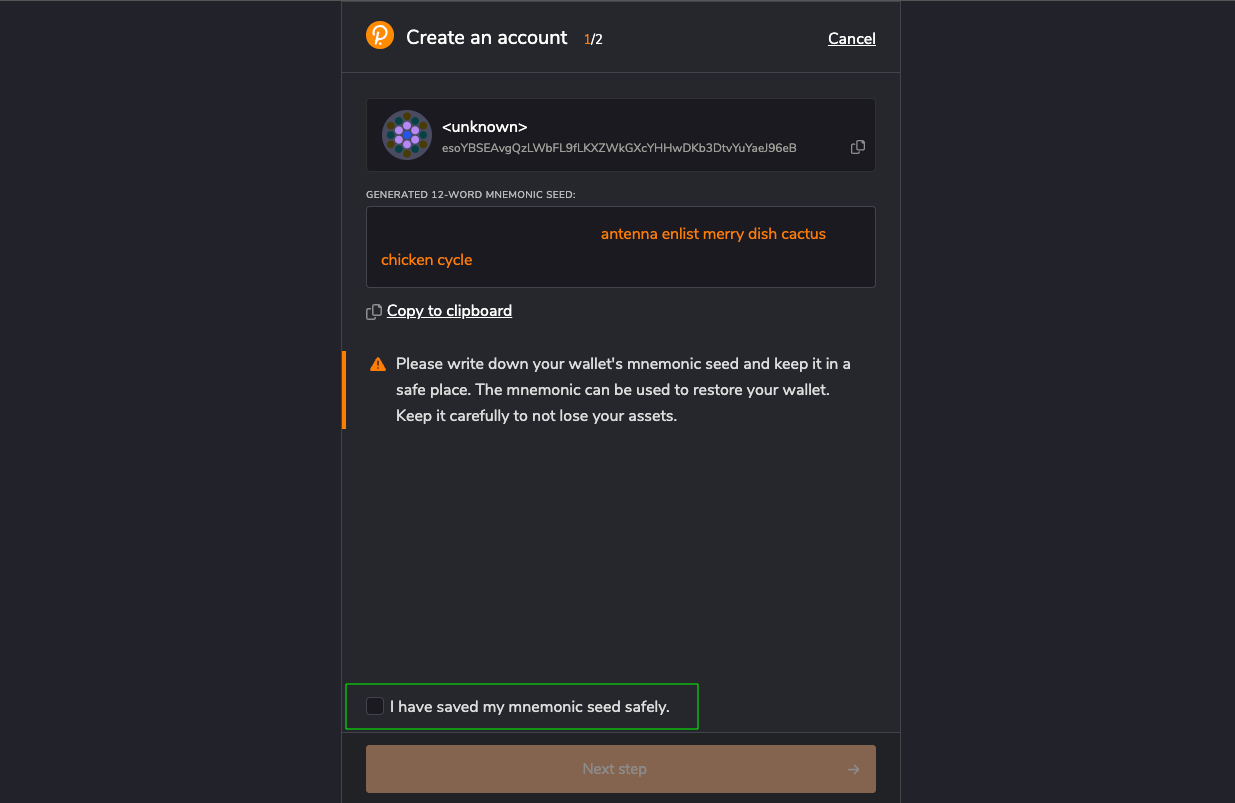 Create an account 1/2
Cancel
<unknown>
esoYBSEAvgQzLWbFL9fLKXZWkGXcYHHwDKb3DtvYuYaeJ96eB
GENERATED 12-WORD MNEMONIC SEED:
antenna enlist merry dish cactus
chicken cycle
Copy to clipboard
Please write down your wallet's mnemonic seed and keep it in a
safe place. The mnemonic can be used to restore your wallet.
Keep it carefully to not lose your assets.
I have saved my mnemonic seed safely.
Next step